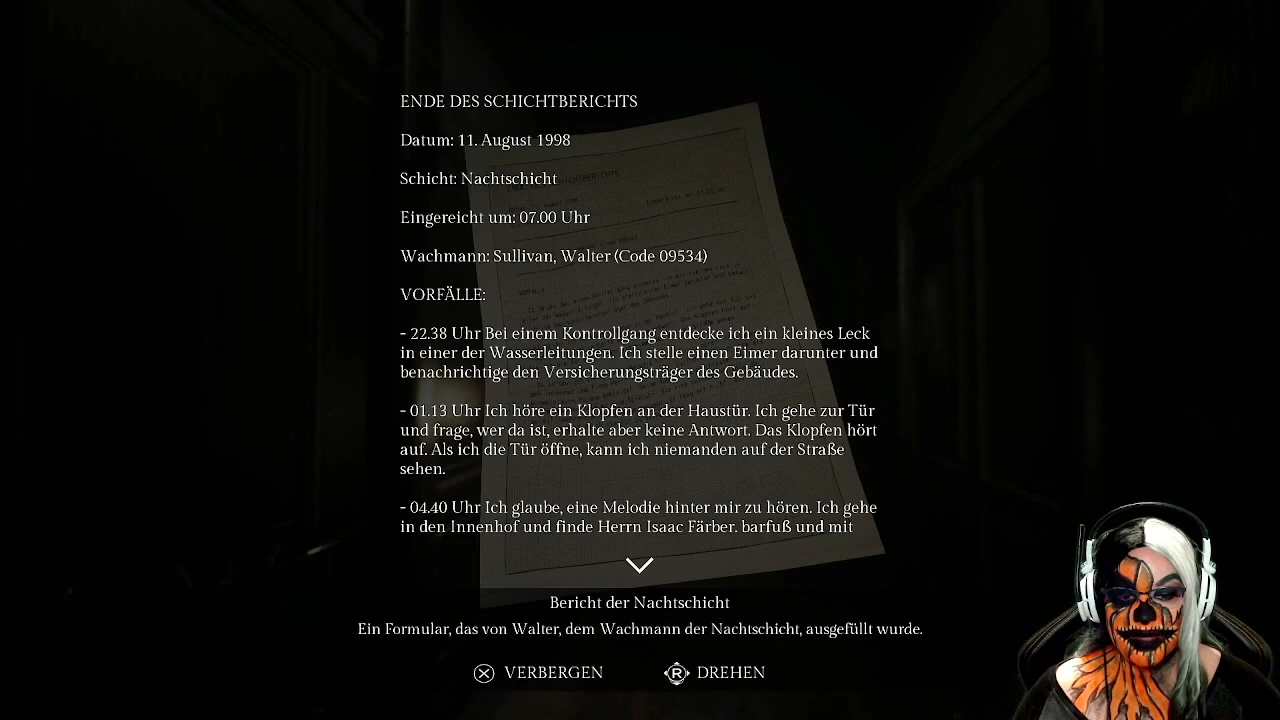 ENDE DES SCHICHTBERICHTS
Datum: 11. August 1998
Schicht: Nachtschicht
Eingereicht um: 07.00 Uhr
Wachmann: Sullivan, Walter (Code 09534)
VORFÄLLE:
- 22.38 Uhr Bei einem Kontrollgang entdecke ich ein kleines Leck
in einer der Wasserleitungen. Ich stelle einen Eimer darunter und
benachrichtige den Versicherungsträger des Gebäudes.
- 01.13 Uhr Ich höre ein Klopfen an der Haustür. Ich gehe zur Tür
und frage, wer da ist, erhalte aber keine Antwort. Das Klopfen hört
auf. Als ich die Tür öffne, kann ich niemanden auf der Straße
sehen.
- 04.40 Uhr Ich glaube, eine Melodie hinter mir zu hören. Ich gehe
in den Innenhof und finde Herrn Isaac Färber, barfuß und mit
Bericht der Nachtschicht
Ein Formular, das von Walter, dem Wachmann der Nachtschicht, ausgefüllt wurde.
VERBERGEN
R DREHEN